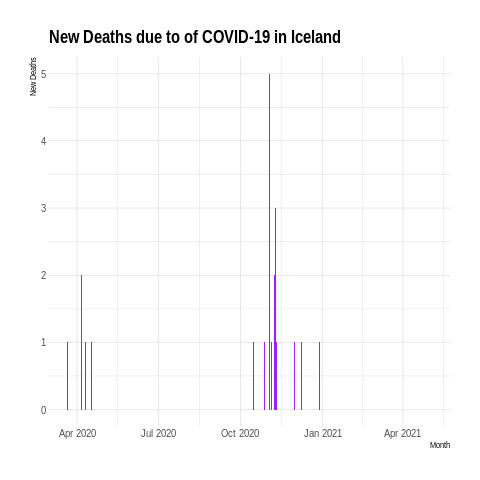 New Deaths due to of COVID-19 in Iceland
New Deaths
5
4
3
2
1
0
Apr 2020 Jul 2020 Oct 2020 Jan 2021 Apr 2021
Month